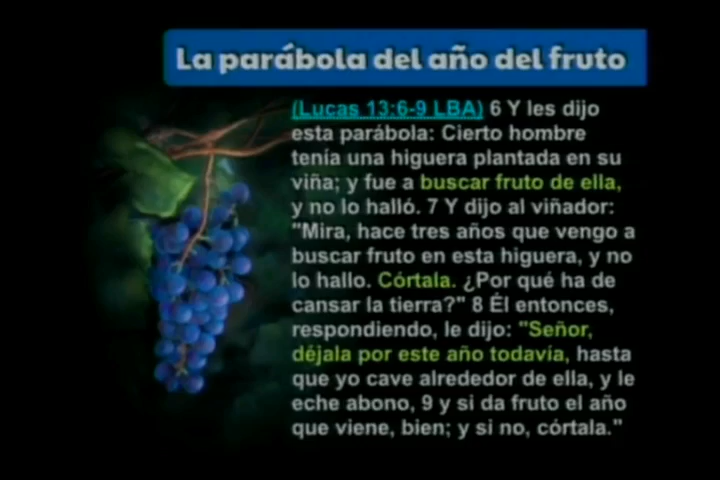 La parábola del año del fruto
(Lucas 13:6-9 LBA) 6 Y les dijo
esta parábola: Cierto hombre
tenía una higuera plantada en su
viña; y fue a buscar fruto de ella,
y no lo halló. 7 Y dijo al viñador:
"Mira, hace tres años que vengo a
buscar fruto en esta higuera, y no
lo hallo. Córtala. ¿Por qué ha de
cansar la tierra?" 8 Él entonces,
respondiendo, le dijo: "Señor,
déjala por este año todavía, hasta
que yo cave alrededor de ella, y le
eche abono, 9 y si da fruto el año
que viene, bien; y si no, córtala."